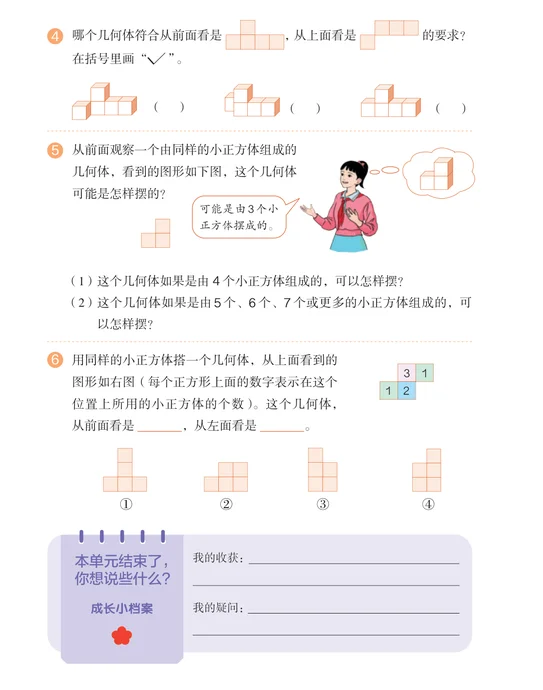 4 哪个几何体符合从前面看是，从上面看是的要求？
在括号里画“✓”。
（ ） （ ） （ ）
5 从前面观察一个由同样的小正方体组成的
几何体，看到的图形如下图，这个几何体
可能是怎样摆的？
可能是由3个小
正方体摆成的。
（1）这个几何体如果是由4个小正方体组成的，可以怎样摆？
（2）这个几何体如果是由5个、6个、7个或更多的小正方体组成的，可
以怎样摆？
6 用同样的小正方体搭一个几何体，从上面看到的
图形如右图（每个正方形上面的数字表示在这个
位置上所用的小正方体的个数）。这个几何体，
从前面看是______，从左面看是______。
3 1
1 2
① ② ③ ④
本单元结束了，
你想说些什么？
成长小档案
我的收获：
我的疑问：